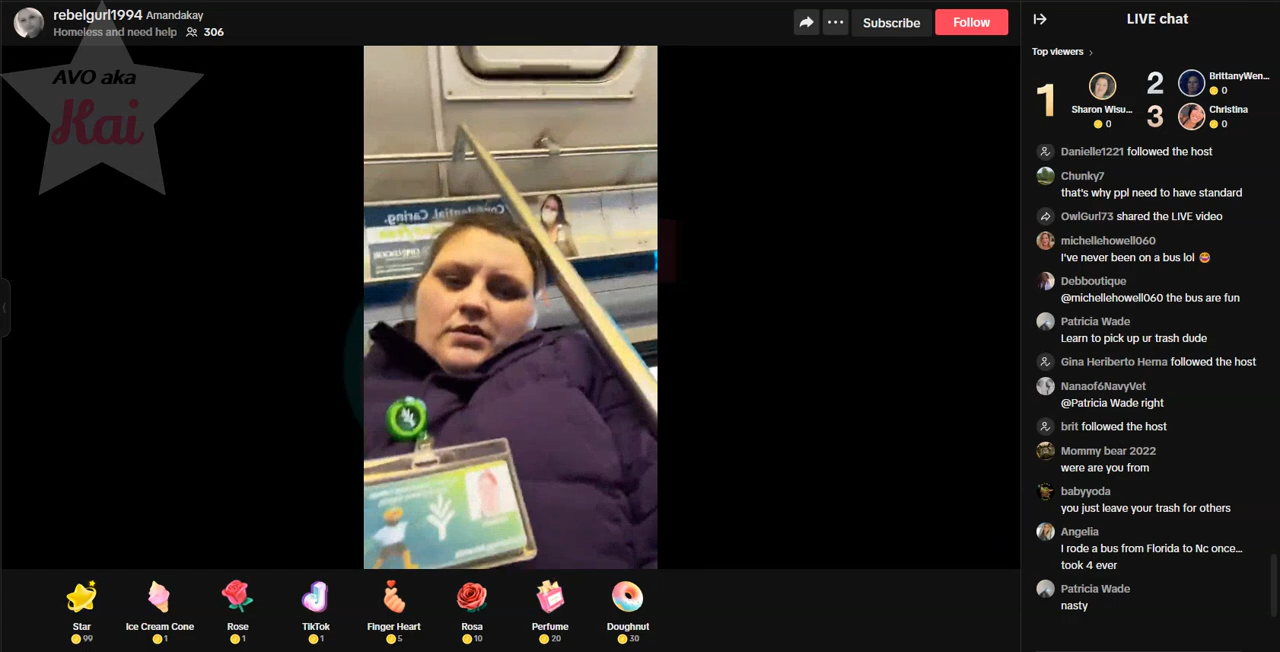 rebelgurl1994 Amandakay
Homeless and need help 306
Subscribe
Follow
AVO aka
Kai
Confidential. Caring.
LIVE chat
Top viewers
1
Sharon Wisu...
0
2
BrittanyWen...
0
3
Christina
0
Danielle1221 followed the host
Chunky7
that's why ppl need to have standard
OwlGurl73 shared the LIVE video
michellehowell060
I've never been on a bus lol
Debboutique
@michellehowell060 the bus are fun
Patricia Wade
Learn to pick up ur trash dude
Gina Heriberto Herna followed the host
Nanaof6NavyVet
@Patricia Wade right
brit followed the host
Mommy bear 2022
were are you from
babyyoda
you just leave your trash for others
Angelia
I rode a bus from Florida to Nc once...
took 4 ever
Patricia Wade
nasty
Star
99
Ice Cream Cone
1
Rose
1
TikTok
1
Finger Heart
5
Rosa
10
Perfume
20
Doughnut
30